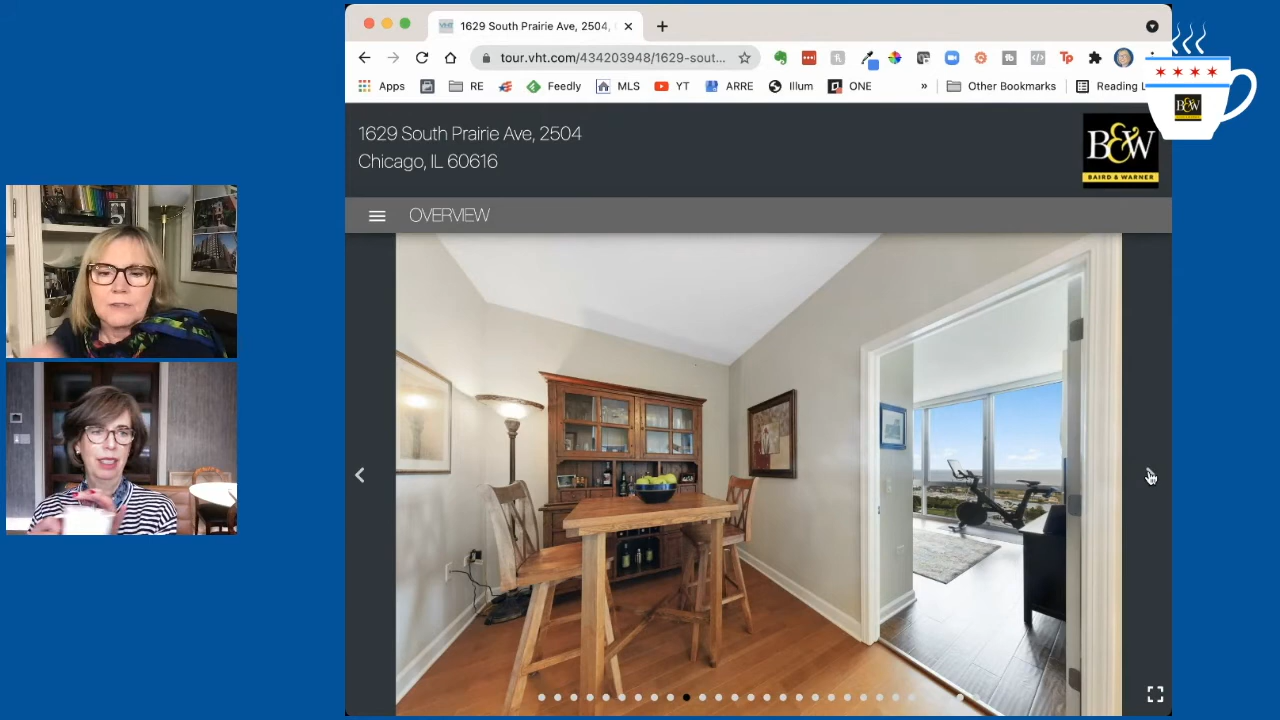 1629 South Prairie Ave, 2504,
tour.vht.com/434203948/1629-sout...
Apps
RE
Feedly
MLS
YT
ARRE
Illum
ONE
»
Other Bookmarks
Reading L
1629 South Prairie Ave, 2504
Chicago, IL 60616
B&W
BAIRD & WARNER
B&W
OVERVIEW